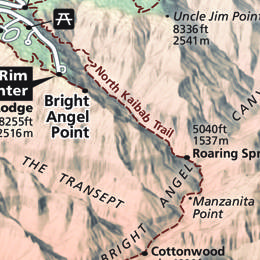 Uncle Jim Point
8336ft
2541m
Rim
nter
odge
8255ft
2516m
Bright
Angel
Point
North Kaibab Trail
5040ft
1537m
Roaring Spr
CANY
THE TRANSEPT
BRIGHT ANGEL
Manzanita
Point
Cottonwood